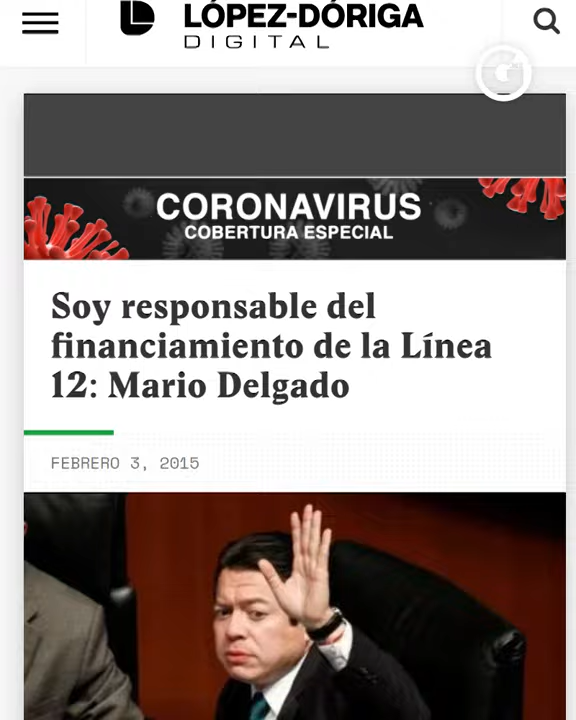 LÓPEZ-DÓRIGA
DIGITAL
CORONAVIRUS
COBERTURA ESPECIAL
Soy responsable del
financiamiento de la Línea
12: Mario Delgado
FEBRERO 3, 2015